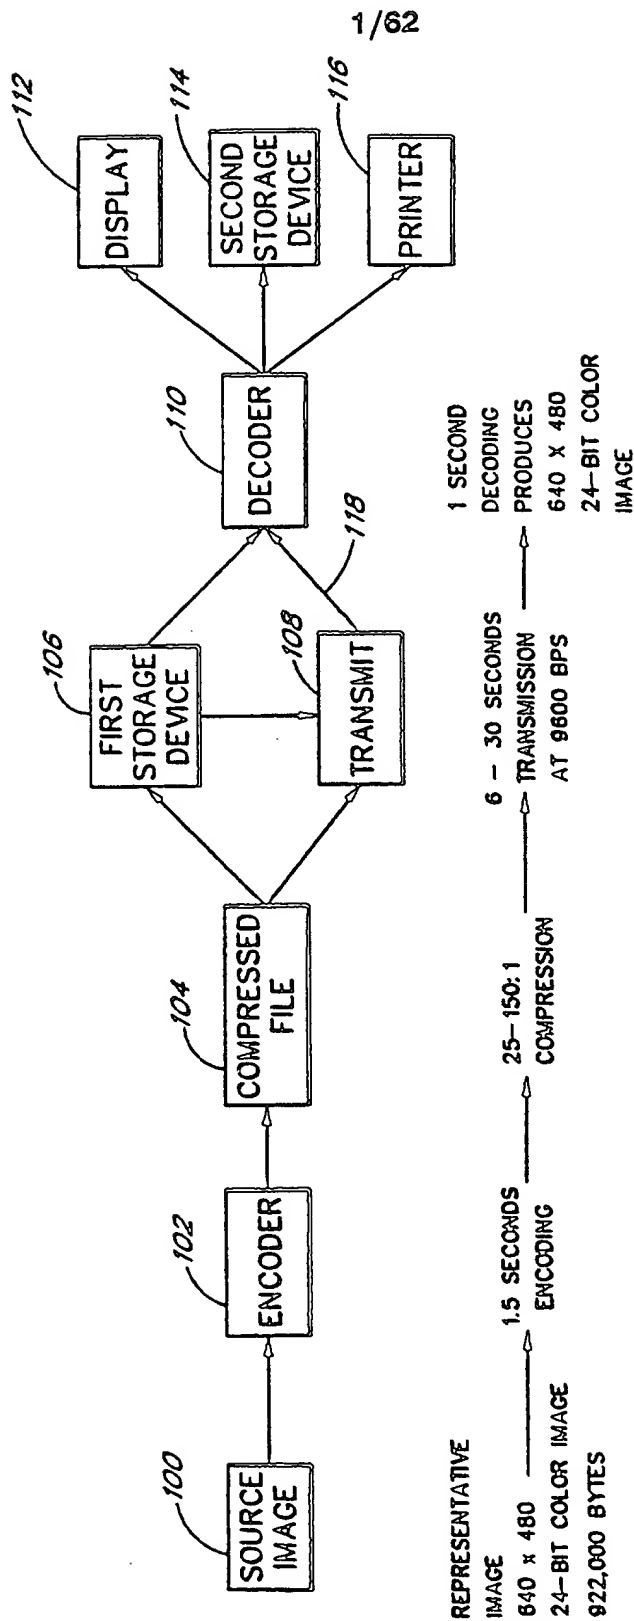 1/62
100
SOURCE
IMAGE
102
ENCODER
104
COMPRESSED
FILE
106
FIRST
STORAGE
DEVICE
108
TRANSMIT
118
110
DECODER
112
DISPLAY
114
SECOND
STORAGE
DEVICE
116
PRINTER
REPRESENTATIVE
IMAGE
640 x 480
24-BIT COLOR IMAGE
922,000 BYTES
1.5 SECONDS
ENCODING
25-150:1
COMPRESSION
6 - 30 SECONDS
TRANSMISSION
AT 9600 BPS
1 SECOND
DECODING
PRODUCES
640 X 480
24-BIT COLOR
IMAGE